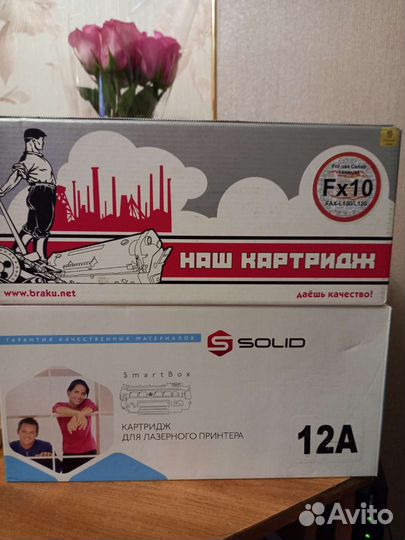 For use Canon
Laserjet
Fx10
FAX-L100/L120
НАШ КАРТРИДЖ
www.braku.net
даёшь качество!
ГАРАНТИЯ КАЧЕСТВЕННЫХ МАТЕРИАЛОВ
SOLID
SmartBox
КАРТРИДЖ
ДЛЯ ЛАЗЕРНОГО ПРИНТЕРА
12A
Avito